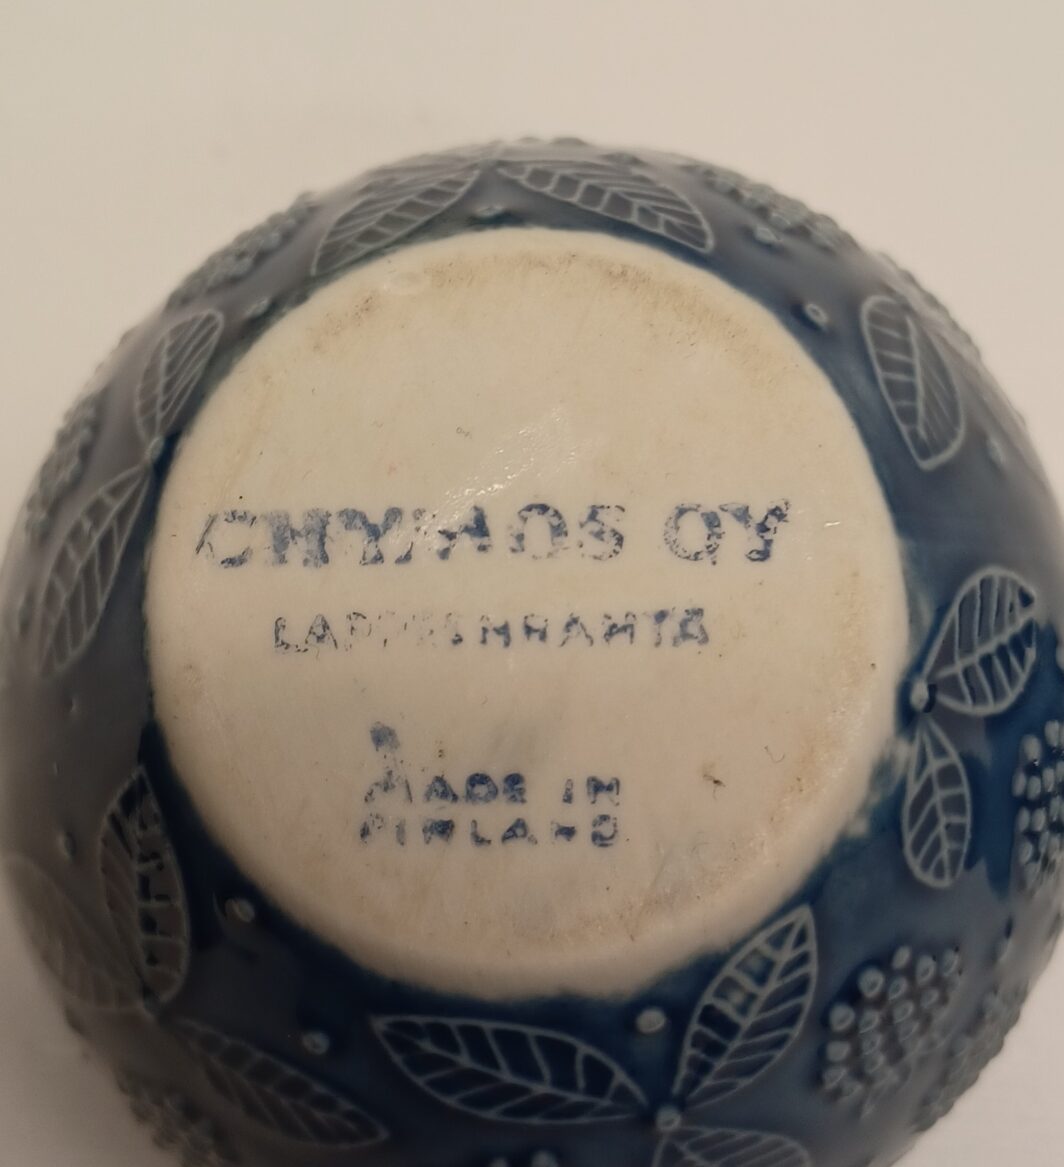 CHYMOS OY
LAPPEENRANTA
MADE IN
FINLAND